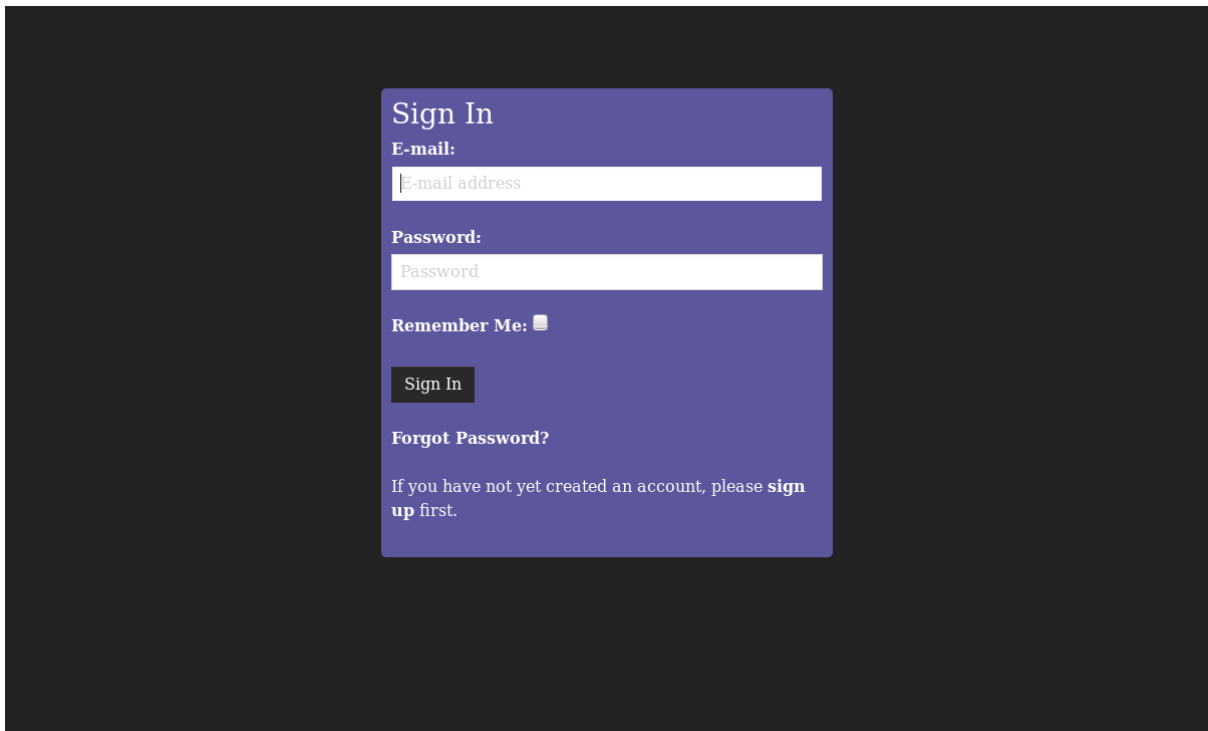 Sign In
E-mail:
E-mail address
Password:
Password
Remember Me:
Sign In
Forgot Password?
If you have not yet created an account, please sign
up first.